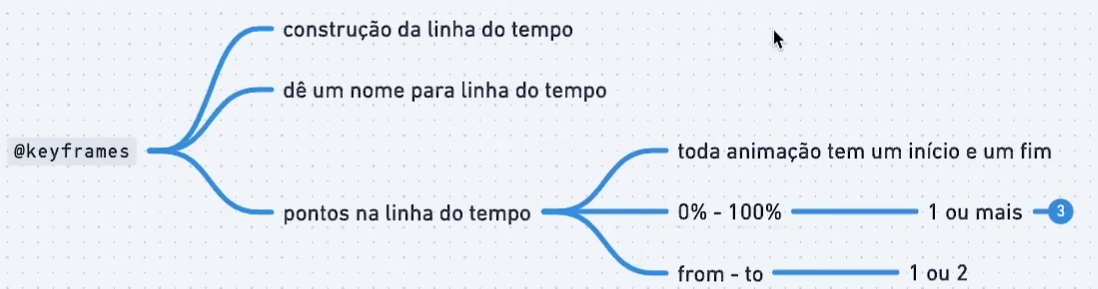 construção da linha do tempo
dê um nome para linha do tempo
@keyframes
toda animação tem um início e um fim
pontos na linha do tempo
0% - 100%
1 ou mais
3
from - to
1 ou 2